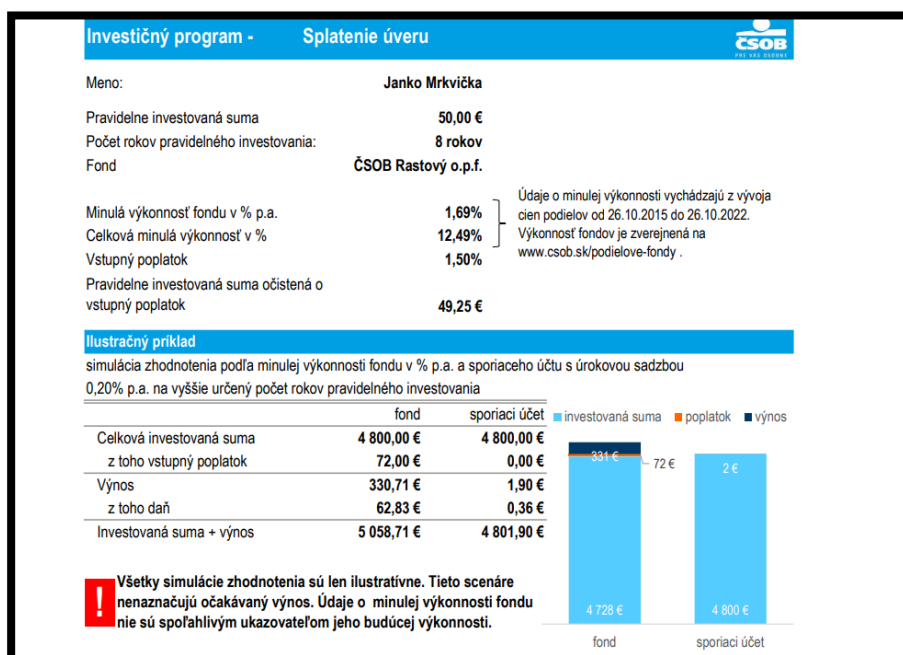 Investičný program - Splatenie úveru
ČSOB
PRE VÁS OSOBNE
Meno: Janko Mrkvička
Pravidelne investovaná suma 50,00 €
Počet rokov pravidelného investovania: 8 rokov
Fond ČSOB Rastový o.p.f.
Minulá výkonnosť fondu v % p.a. 1,69%
Celková minulá výkonnosť v % 12,49%
Vstupný poplatok 1,50%
Pravidelne investovaná suma očistená o
vstupný poplatok 49,25 €
Údaje o minulej výkonnosti vychádzajú z vývoja
cien podielov od 26.10.2015 do 26.10.2022.
Výkonnosť fondov je zverejnená na
www.csob.sk/podielove-fondy .
Ilustračný príklad
simulácia zhodnotenia podľa minulej výkonnosti fondu v % p.a. a sporiaceho účtu s úrokovou sadzbou
0,20% p.a. na vyššie určený počet rokov pravidelného investovania
fond sporiaci účet
Celková investovaná suma 4 800,00 € 4 800,00 €
z toho vstupný poplatok 72,00 € 0,00 €
Výnos 330,71 € 1,90 €
z toho daň 62,83 € 0,36 €
Investovaná suma + výnos 5 058,71 € 4 801,90 €
investovaná suma poplatok výnos
331 €
72 €
2 €
4 728 €
4 800 €
fond sporiaci účet
!
Všetky simulácie zhodnotenia sú len ilustratívne. Tieto scenáre
nenaznačujú očakávaný výnos. Údaje o minulej výkonnosti fondu
nie sú spoľahlivým ukazovateľom jeho budúcej výkonnosti.